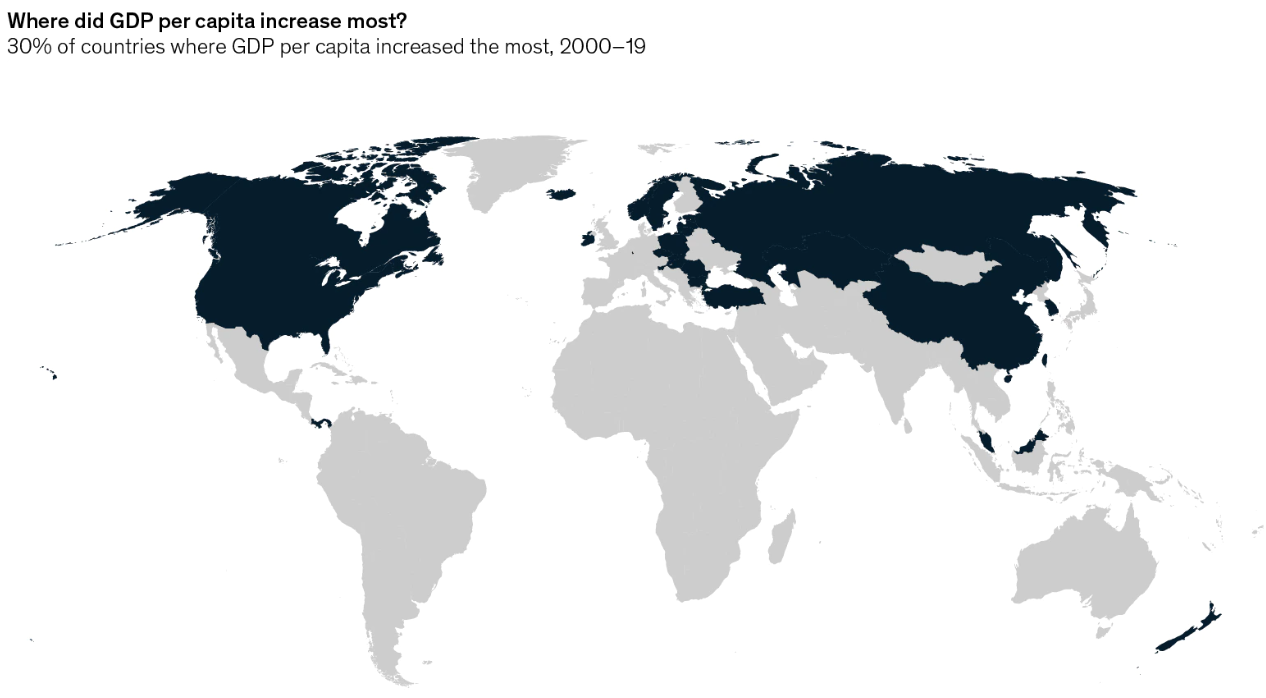 Where did GDP per capita increase most?
30% of countries where GDP per capita increased the most, 2000–19